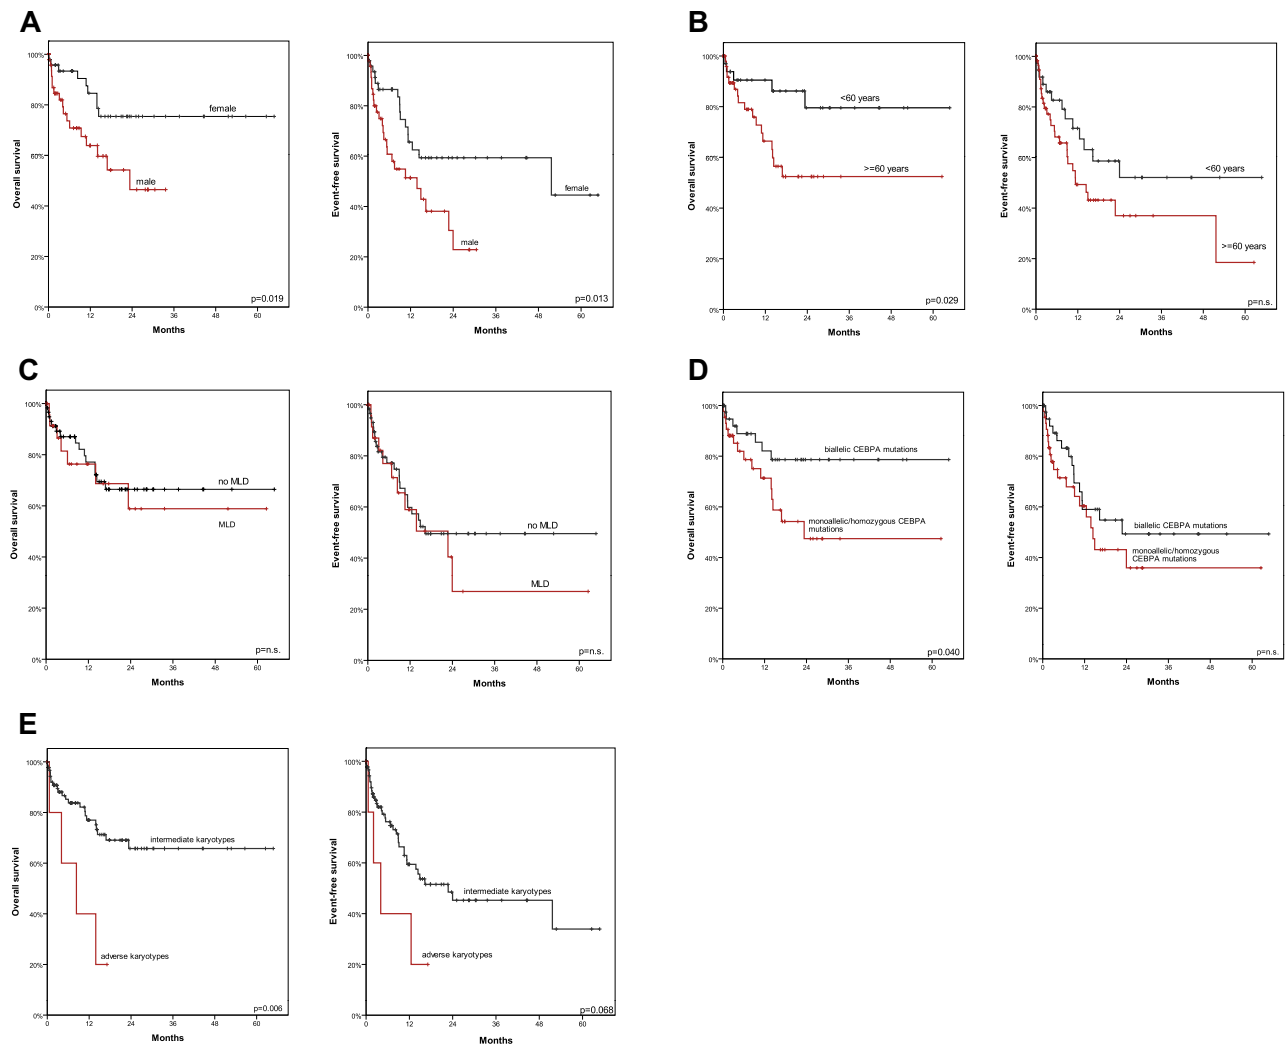 A
B
100%
80%
60%
40%
20%
0%
Overall survival
female
male
p=0.019
0 12 24 36 48 60
Months
100%
80%
60%
40%
20%
0%
Event-free survival
female
male
p=0.013
0 12 24 36 48 60
Months
100%
80%
60%
40%
20%
0%
Overall survival
<60 years
>=60 years
p=0.029
0 12 24 36 48 60
Months
100%
80%
60%
40%
20%
0%
Event-free survival
<60 years
>=60 years
p=n.s.
0 12 24 36 48 60
Months
C
D
100%
80%
60%
40%
20%
0%
Overall survival
no MLD
MLD
p=n.s.
0 12 24 36 48 60
Months
100%
80%
60%
40%
20%
0%
Event-free survival
no MLD
MLD
p=n.s.
0 12 24 36 48 60
Months
100%
80%
60%
40%
20%
0%
Overall survival
biallelic CEBPA mutations
monoallelic/homozygous CEBPA
mutations
p=0.040
0 12 24 36 48 60
Months
100%
80%
60%
40%
20%
0%
Event-free survival
biallelic CEBPA mutations
monoallelic/homozygous
CEBPA mutations
p=n.s.
0 12 24 36 48 60
Months
E
100%
80%
60%
40%
20%
0%
Overall survival
intermediate karyotypes
adverse karyotypes
p=0.006
0 12 24 36 48 60
Months
100%
80%
60%
40%
20%
0%
Event-free survival
intermediate karyotypes
adverse karyotypes
p=0.068
0 12 24 36 48 60
Months